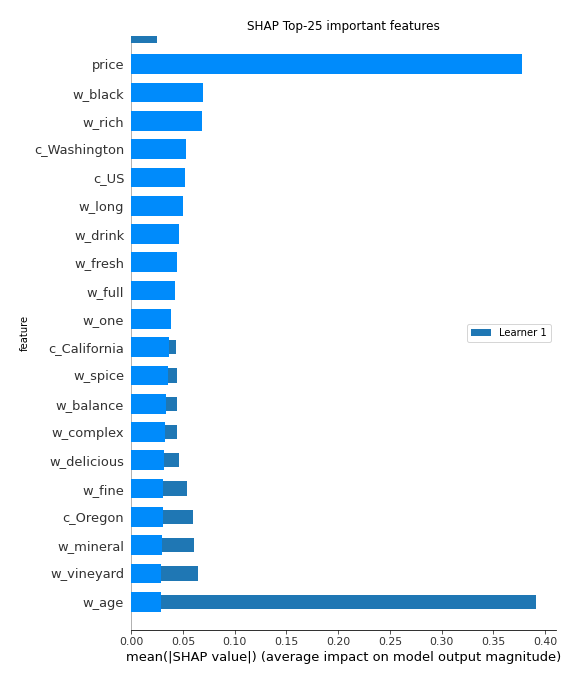 SHAP Top-25 important features
price
w_black
w_rich
c_Washington
c_US
w_long
w_drink
w_fresh
w_full
w_one
c_California
w_spice
w_balance
w_complex
w_delicious
w_fine
c_Oregon
w_mineral
w_vineyard
w_age
feature
Learner 1
0.00 0.05 0.10 0.15 0.20 0.25 0.30 0.35 0.40
mean(|SHAP value|) (average impact on model output magnitude)